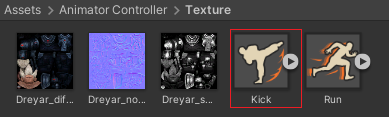 Assets > Animator Controller > Texture
Dreyar_dif...
Dreyar_no...
Dreyar_s...
Kick
Run